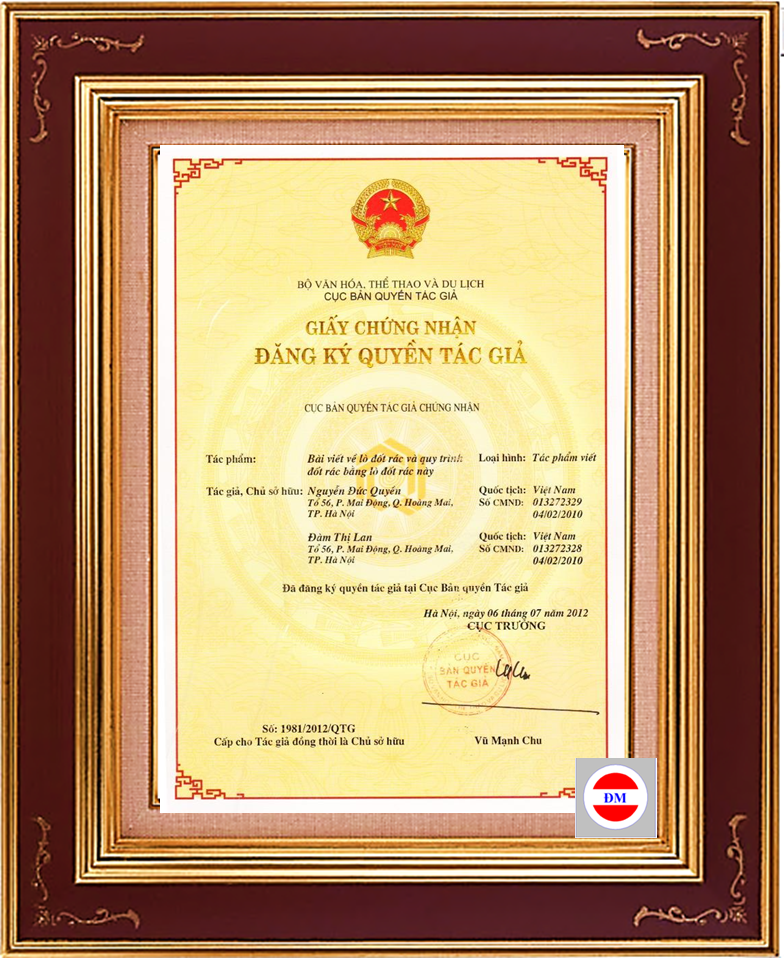 BỘ VĂN HÓA, THỂ THAO VÀ DU LỊCH
CỤC BẢN QUYỀN TÁC GIẢ
GIẤY CHỨNG NHẬN
ĐĂNG KÝ QUYỀN TÁC GIẢ
CỤC BẢN QUYỀN TÁC GIẢ CHỨNG NHẬN
Tác phẩm: Bài viết về lò đốt rác và quy trình Loại hình: Tác phẩm viết
đốt rác bằng lò đốt rác này
Tác giả, Chủ sở hữu: Nguyễn Đức Quyền Quốc tịch: Việt Nam
Tổ 56, P. Mai Động, Q. Hoàng Mai, Số CMND: 013272329
TP. Hà Nội 04/02/2010
Đàm Thị Lan Quốc tịch: Việt Nam
Tổ 56, P. Mai Động, Q. Hoàng Mai, Số CMND: 013272328
TP. Hà Nội 04/02/2010
Đã đăng ký quyền tác giả tại Cục Bản quyền Tác giả
Hà Nội, ngày 06 tháng 07 năm 2012
CỤC TRƯỞNG
CỤC
BẢN QUYỀN
TÁC GIẢ
Số: 1981/2012/QTG
Cấp cho Tác giả đồng thời là Chủ sở hữu Vũ Mạnh Chu
ĐM